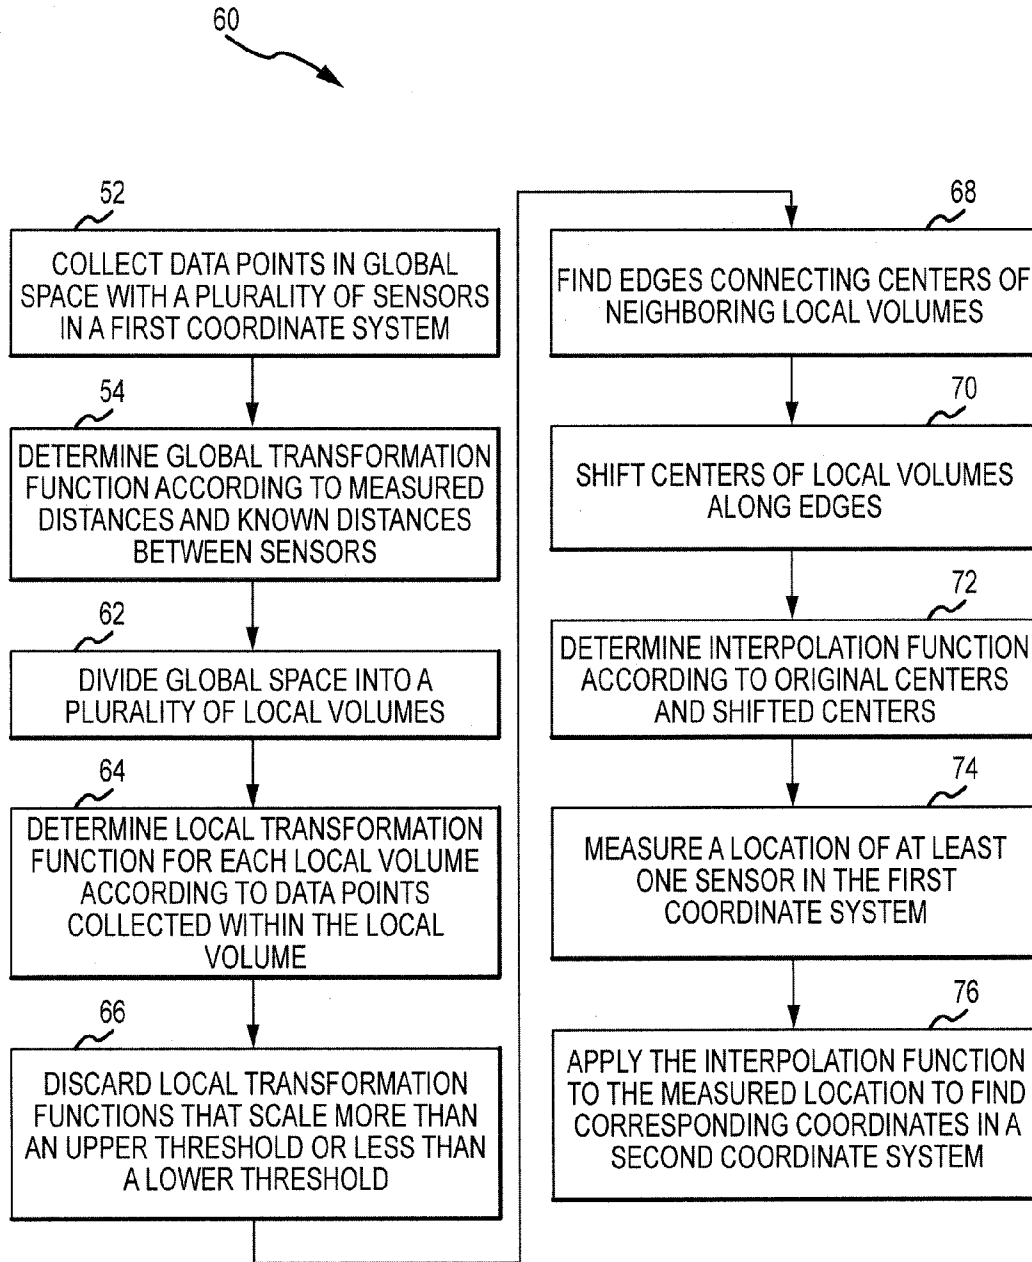 60
52
COLLECT DATA POINTS IN GLOBAL
SPACE WITH A PLURALITY OF SENSORS
IN A FIRST COORDINATE SYSTEM
54
DETERMINE GLOBAL TRANSFORMATION
FUNCTION ACCORDING TO MEASURED
DISTANCES AND KNOWN DISTANCES
BETWEEN SENSORS
62
DIVIDE GLOBAL SPACE INTO A
PLURALITY OF LOCAL VOLUMES
64
DETERMINE LOCAL TRANSFORMATION
FUNCTION FOR EACH LOCAL VOLUME
ACCORDING TO DATA POINTS
COLLECTED WITHIN THE LOCAL
VOLUME
66
DISCARD LOCAL TRANSFORMATION
FUNCTIONS THAT SCALE MORE THAN
AN UPPER THRESHOLD OR LESS THAN
A LOWER THRESHOLD
68
FIND EDGES CONNECTING CENTERS OF
NEIGHBORING LOCAL VOLUMES
70
SHIFT CENTERS OF LOCAL VOLUMES
ALONG EDGES
72
DETERMINE INTERPOLATION FUNCTION
ACCORDING TO ORIGINAL CENTERS
AND SHIFTED CENTERS
74
MEASURE A LOCATION OF AT LEAST
ONE SENSOR IN THE FIRST
COORDINATE SYSTEM
76
APPLY THE INTERPOLATION FUNCTION
TO THE MEASURED LOCATION TO FIND
CORRESPONDING COORDINATES IN A
SECOND COORDINATE SYSTEM